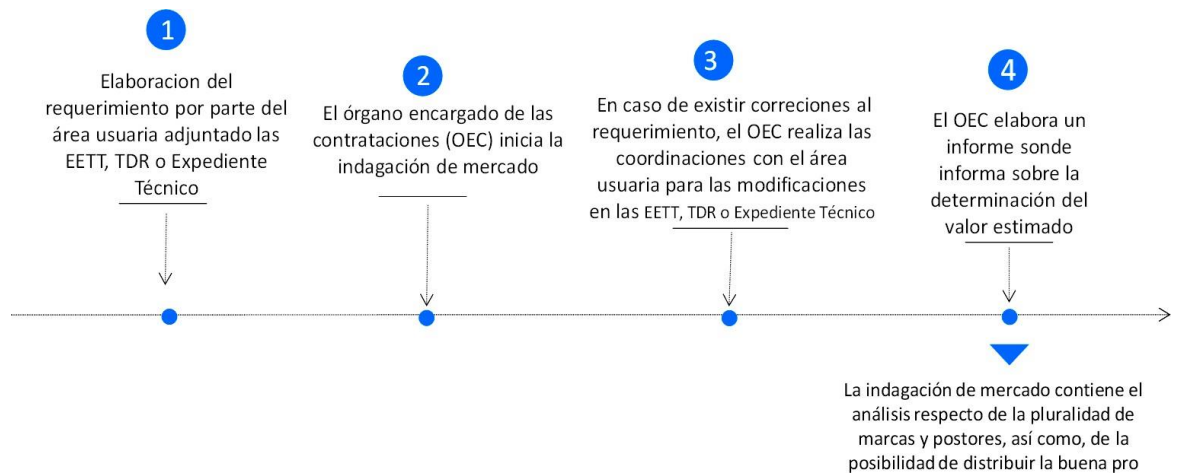 1
Elaboracion del
requerimiento por parte del
área usuaria adjuntado las
EETT, TDR o Expediente
Técnico
2
El órgano encargado de las
contrataciones (OEC) inicia la
indagación de mercado
3
En caso de existir correciones al
requerimiento, el OEC realiza las
coordinaciones con el área
usuaria para las modificaciones
en las EETT, TDR o Expediente Técnico
4
El OEC elabora un
informe sonde
informa sobre la
determinación del
valor estimado
La indagación de mercado contiene el
análisis respecto de la pluralidad de
marcas y postores, así como, de la
posibilidad de distribuir la buena pro